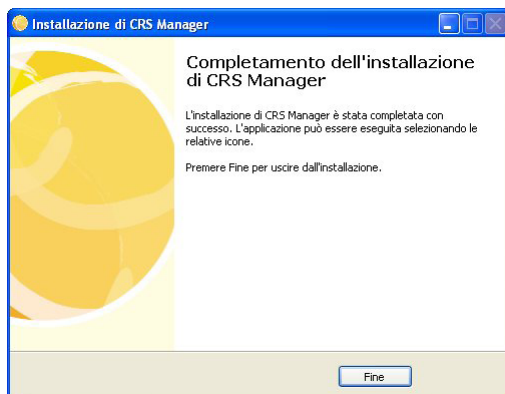 Installazione di CRS Manager
Completamento dell'installazione
di CRS Manager
L'installazione di CRS Manager è stata completata con
successo. L'applicazione può essere eseguita selezionando le
relative icone.
Premere Fine per uscire dall'installazione.
Fine